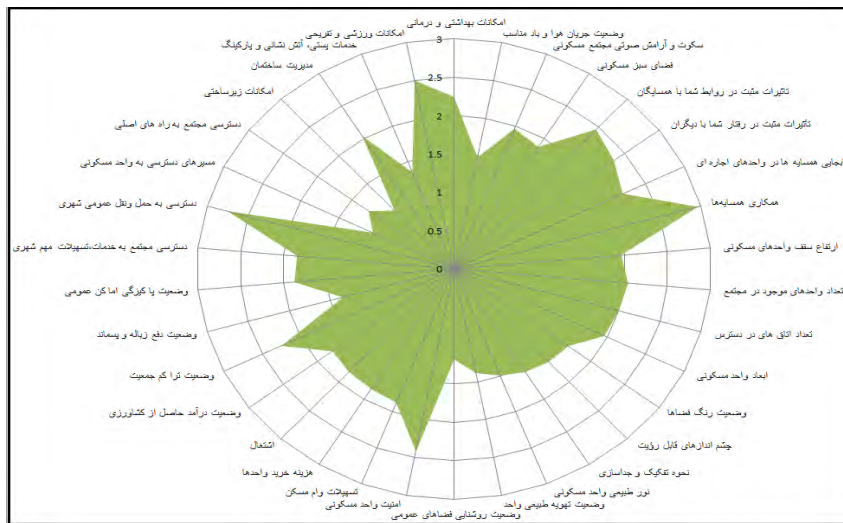 امکانات بهداشتی و درمانی
وضعیت جریان هوا و باد مناسب
سکوت و آرامش صوتی مجتمع مسکونی
فضای سبز مسکونی
تاثیرات مثبت در روابط شما با همسایگان
تاثیرات مثبت در رفتار شما با دیگران
بجایی همسایه ها در واحدهای اجاره ای
همکاری همسایه‌ها
ارتفاع سقف واحدهای مسکونی
تعداد واحدهای موجود در مجتمع
تعداد اتاق های در دسترس
ابعاد واحد مسکونی
وضعیت رنگ فضاها
چشم اندازهای قابل رؤیت
نحوه تفکیک و جداسازی
نور طبیعی واحد مسکونی
وضعیت تهویه طبیعی واحد
وضعیت روشنایی فضاهای عمومی
امنیت واحد مسکونی
تسهیلات وام مسکن
هزینه خرید واحدها
اشتغال
وضعیت درآمد حاصل از کشاورزی
وضعیت ترا کم جمعیت
وضعیت دفع زباله و پسماند
وضعیت پا کیزگی اما کن عمومی
دسترسی مجتمع به خدمات،تسهیلات مهم شهری
دسترسی به حمل ونقل عمومی شهری
مسیرهای دسترسی به واحد مسکونی
دسترسی مجتمع به راه های اصلی
امکانات زیرساختی
مدیریت ساختمان
خدمات پستی، آتش نشانی و پارکینگ
امکانات ورزشی و تفریحی
3
2.5
2
1.5
1
0.5
0